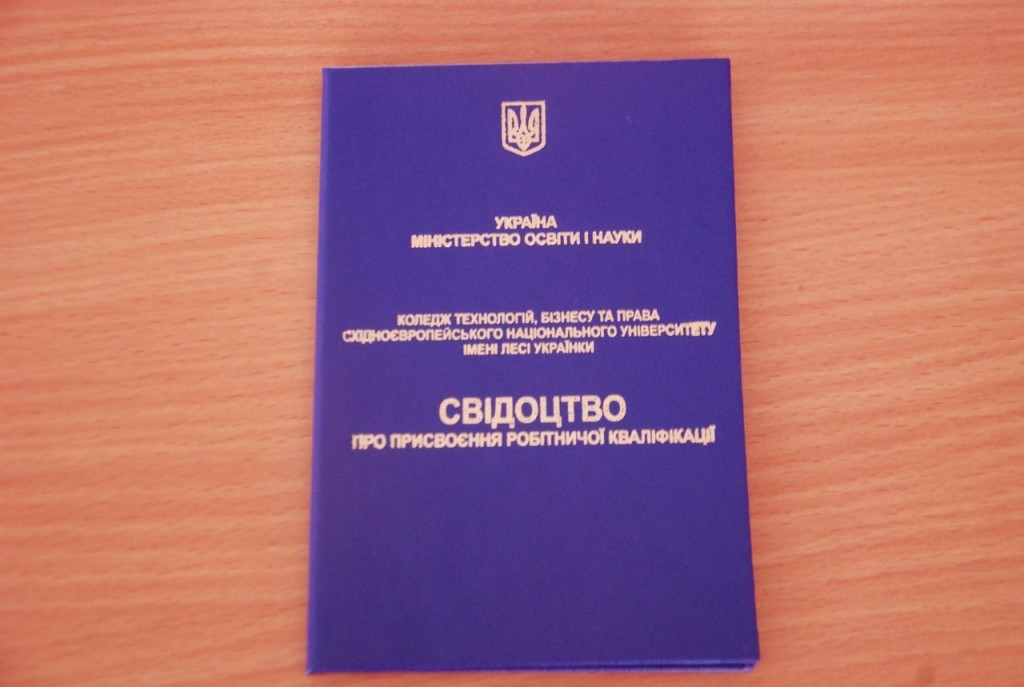 УКРАЇНА
МІНІСТЕРСТВО ОСВІТИ І НАУКИ
КОЛЕДЖ ТЕХНОЛОГІЙ, БІЗНЕСУ ТА ПРАВА
СХІДНОЄВРОПЕЙСЬКОГО НАЦІОНАЛЬНОГО УНІВЕРСИТЕТУ
ІМЕНІ ЛЕСІ УКРАЇНКИ
СВІДОЦТВО
ПРО ПРИСВОЄННЯ РОБІТНИЧОЇ КВАЛІФІКАЦІЇ